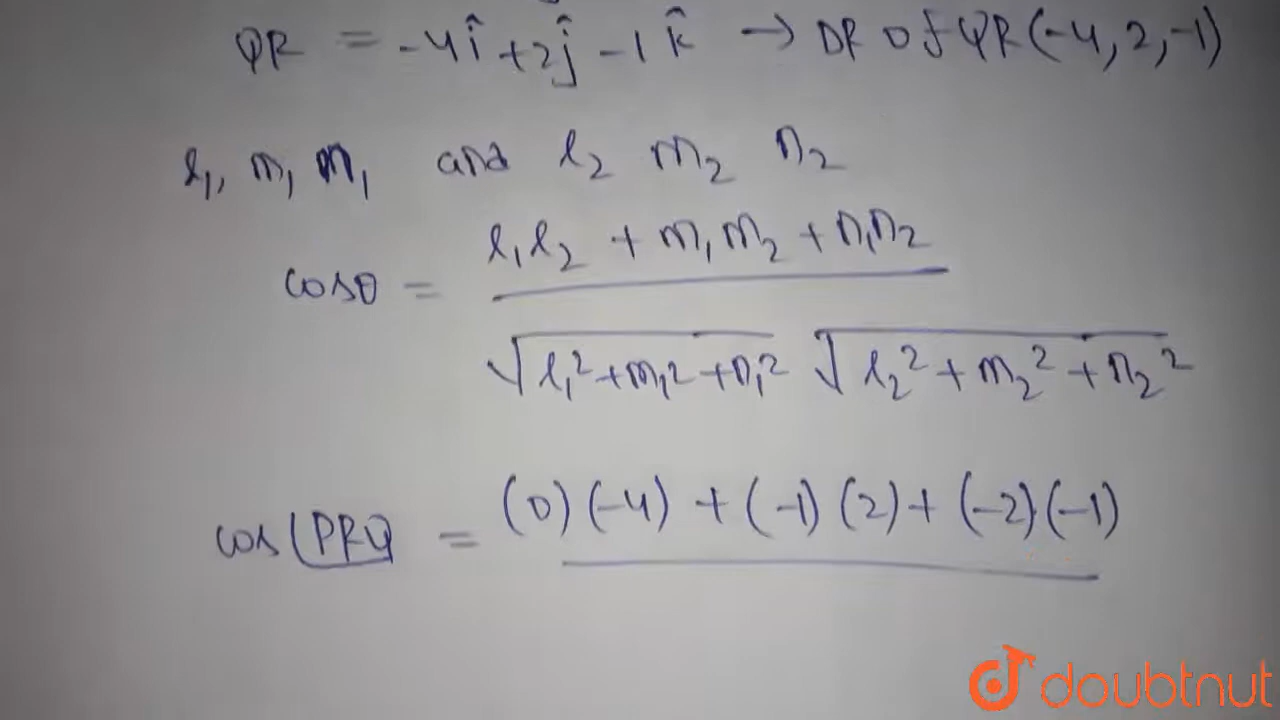 QR = -4î + 2ĵ - 1k̂ → DR of QR (-4, 2, -1)
l₁, m₁ n₁ and l₂ m₂ n₂
l₁l₂ + m₁m₂ + n₁n₂
cosθ =
√l₁² + m₁² + n₁² √l₂² + m₂² + n₂²
cos∠PRQ = (0)(-4) + (-1)(2) + (-2)(-1)
doubtnut